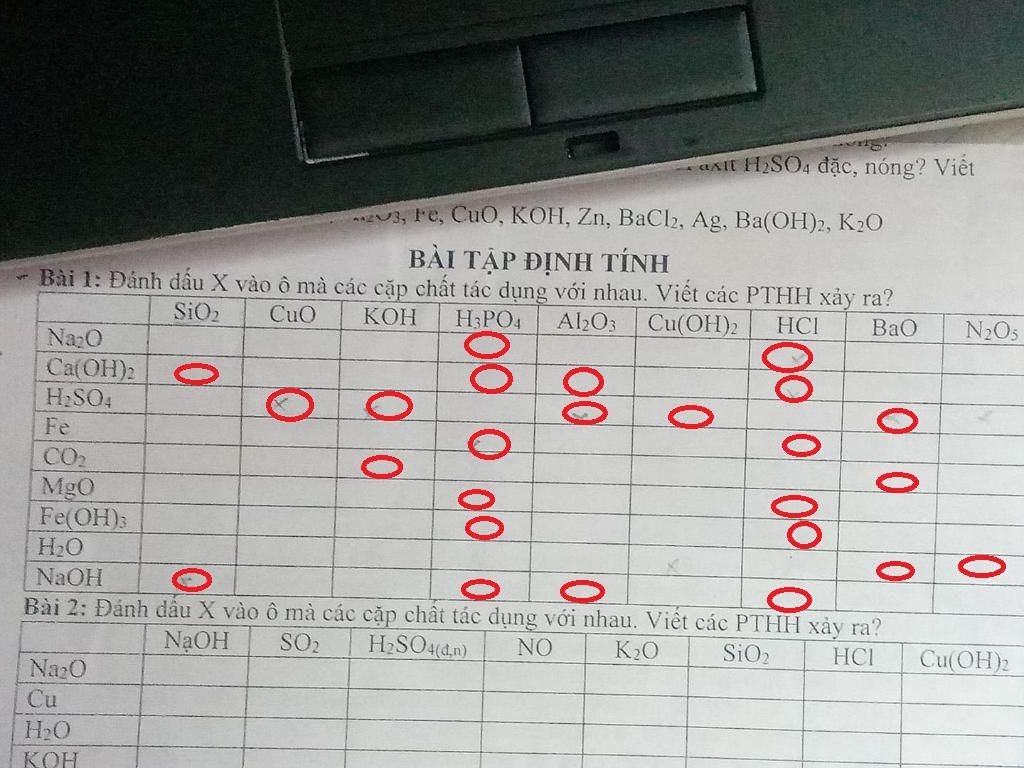 axit H₂SO₄ đặc, nóng? Viết
Fe, CuO, KOH, Zn, BaCl₂, Ag, Ba(OH)₂, K₂O
BÀI TẬP ĐỊNH TÍNH
Bài 1: Đánh dấu X vào ô mà các cặp chất tác dụng với nhau. Viết các PTHH xảy ra?
SiO₂ CuO KOH H₃PO₄ Al₂O₃ Cu(OH)₂ HCl BaO N₂O₅
Na₂O
Ca(OH)₂
H₂SO₄
Fe
CO₂
MgO
Fe(OH)₃
H₂O
NaOH
Bài 2: Đánh dấu X vào ô mà các cặp chất tác dụng với nhau. Viết các PTHH xảy ra?
NaOH SO₂ H₂SO₄(đ,n) NO K₂O SiO₂ HCl Cu(OH)₂
Na₂O
Cu
H₂O
KOH